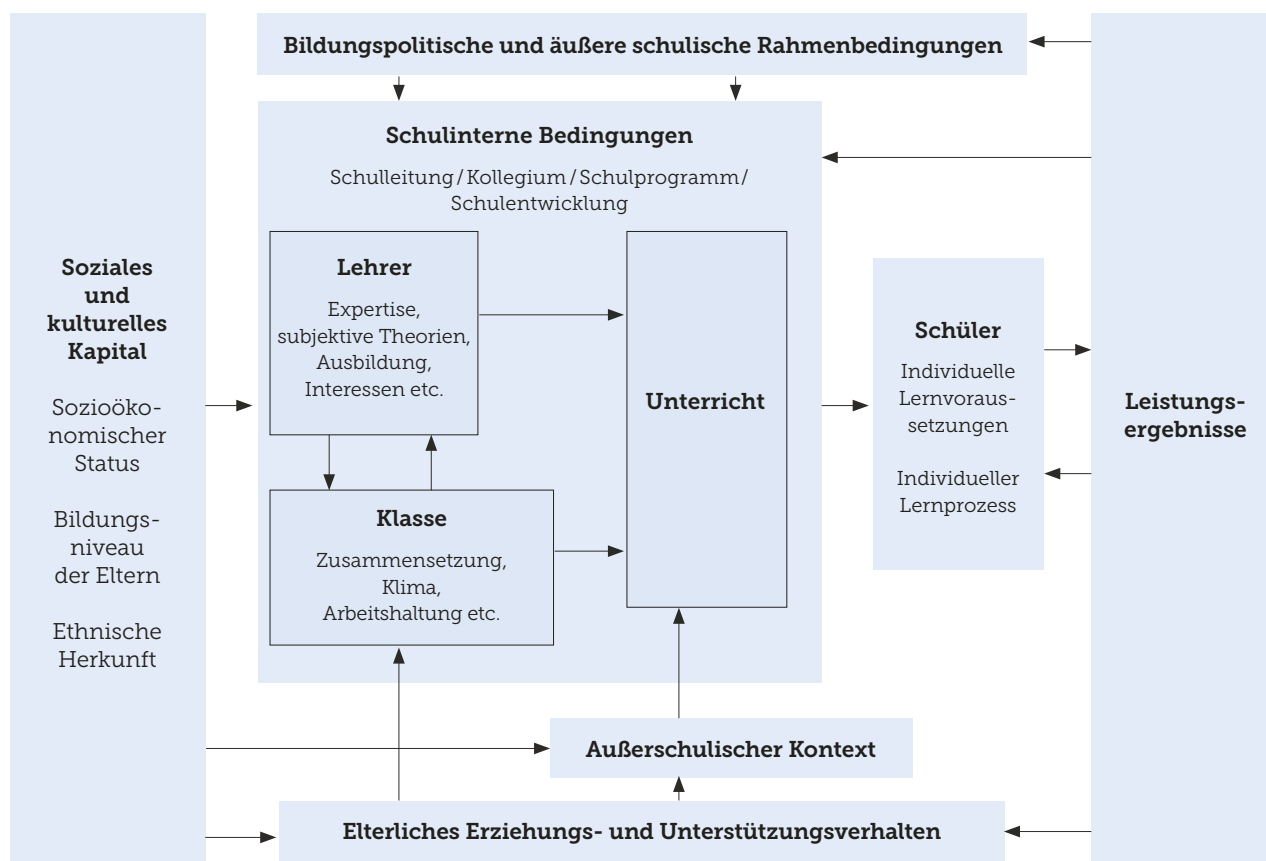 Bildungspolitische und äußere schulische Rahmenbedingungen
Schulinterne Bedingungen
Schulleitung / Kollegium / Schulprogramm /
Schulentwicklung
Soziales
und
kulturelles
Kapital
Sozioöko-
nomischer
Status
Bildungs-
niveau
der Eltern
Ethnische
Herkunft
Lehrer
Expertise,
subjektive Theorien,
Ausbildung,
Interessen etc.
Klasse
Zusammensetzung,
Klima,
Arbeitshaltung etc.
Unterricht
Schüler
Individuelle
Lernvoraus-
setzungen
Individueller
Lernprozess
Leistungs-
ergebnisse
Außerschulischer Kontext
Elterliches Erziehungs- und Unterstützungsverhalten